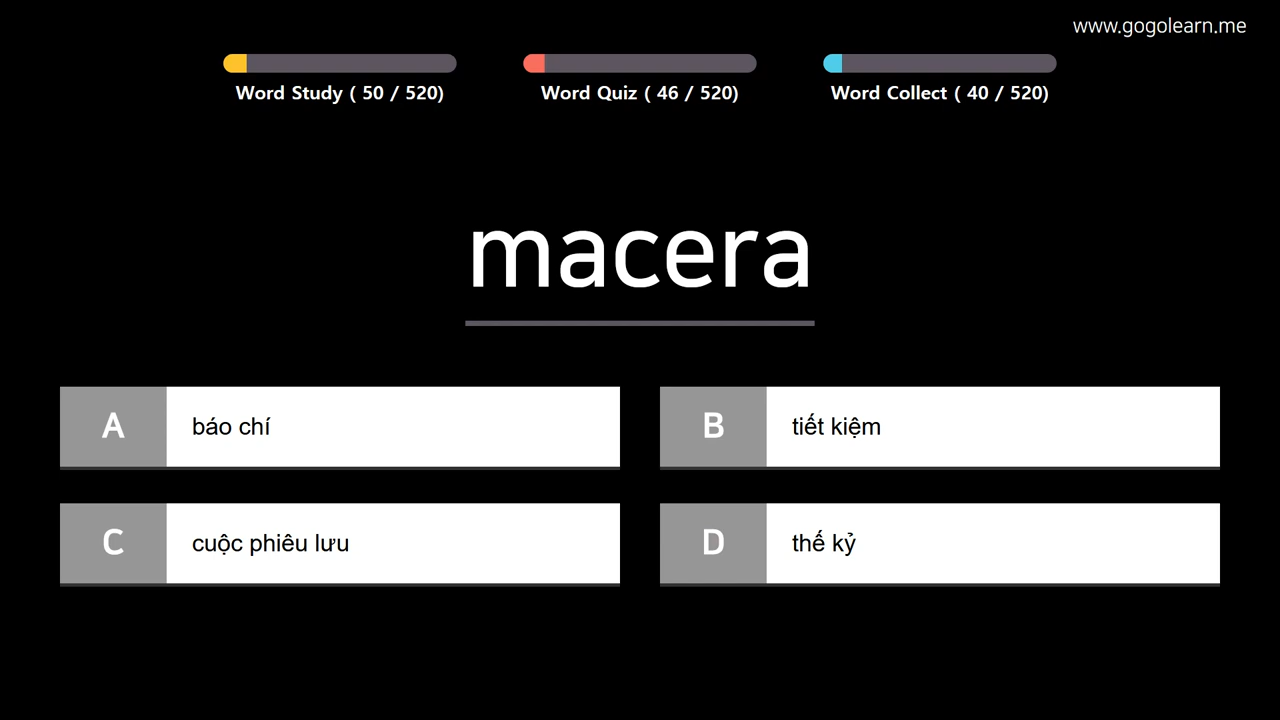 www.gogolearn.me
Word Study ( 50 / 520)
Word Quiz ( 46 / 520)
Word Collect ( 40 / 520)
macera
A báo chí
B tiết kiệm
C cuộc phiêu lưu
D thế kỷ